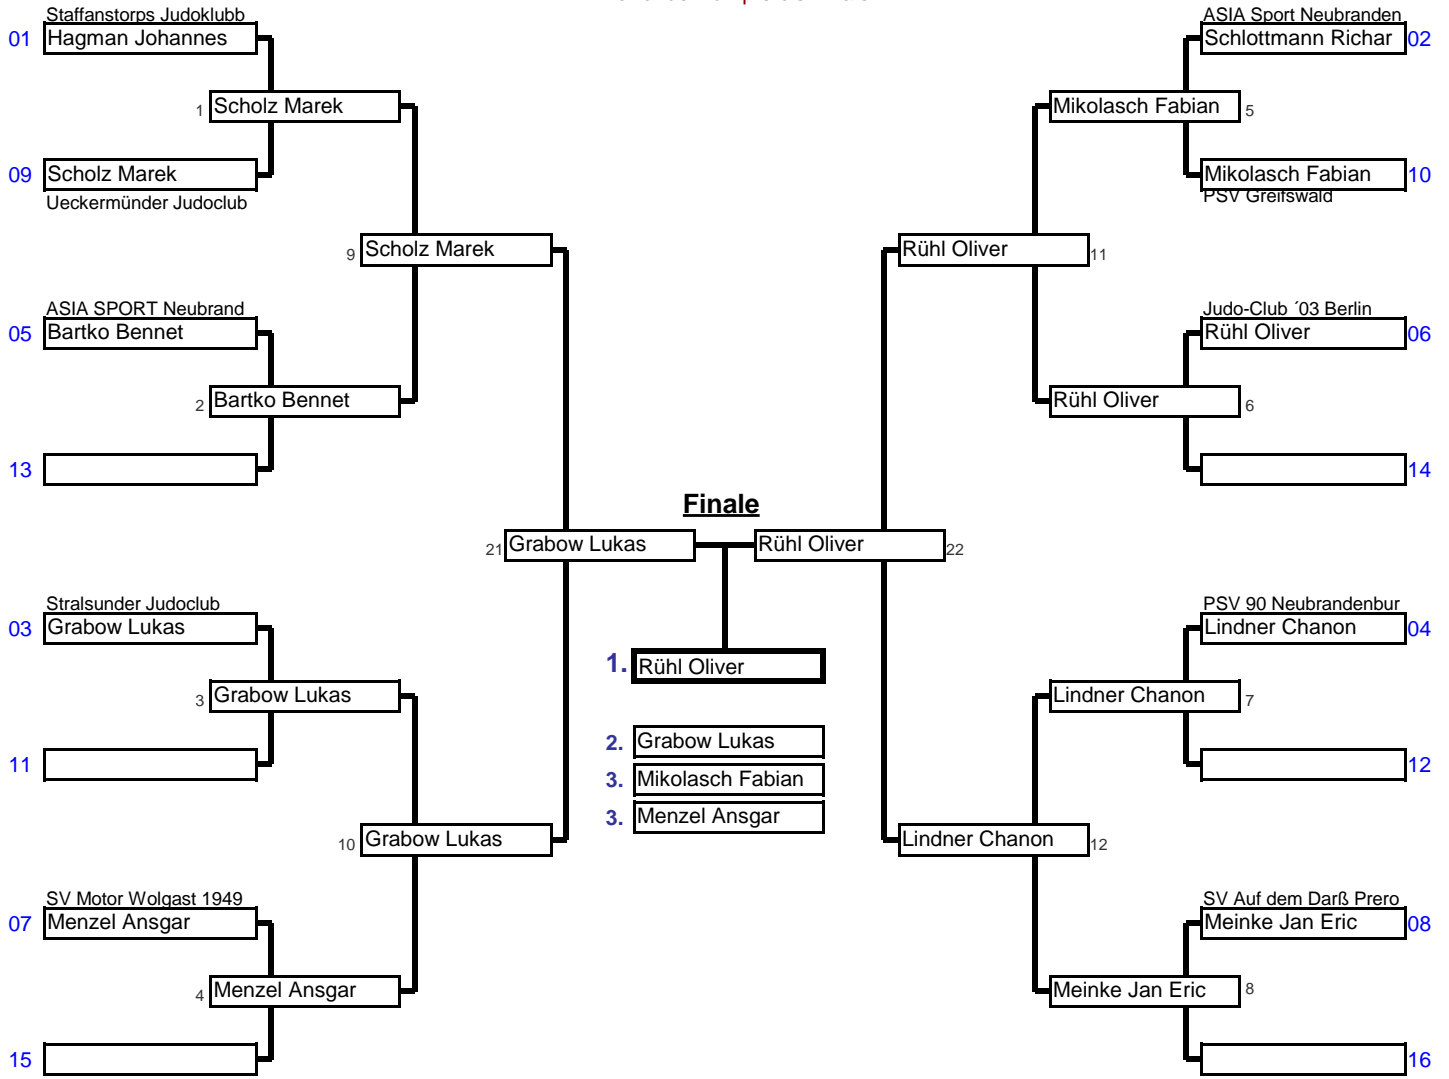 Staffanstorps Judoklubb
01 Hagman Johannes
1 Scholz Marek
09 Scholz Marek
Ueckermünder Judoclub
9 Scholz Marek
ASIA SPORT Neubrand
05 Bartko Bennet
2 Bartko Bennet
13
21 Grabow Lukas
Stralsunder Judoclub
03 Grabow Lukas
3 Grabow Lukas
11
10 Grabow Lukas
SV Motor Wolgast 1949
07 Menzel Ansgar
4 Menzel Ansgar
15
Finale
1. Rühl Oliver
2. Grabow Lukas
3. Mikolasch Fabian
3. Menzel Ansgar
ASIA Sport Neubranden
Schlottmann Richar 02
Mikolasch Fabian 5
Mikolasch Fabian 10
PSV Greifswald
Rühl Oliver 11
Judo-Club ´03 Berlin
Rühl Oliver 06
Rühl Oliver 6
14
Rühl Oliver 22
PSV 90 Neubrandenbur
Lindner Chanon 04
Lindner Chanon 7
12
Lindner Chanon 12
SV Auf dem Darß Prero
Meinke Jan Eric 08
Meinke Jan Eric 8
16